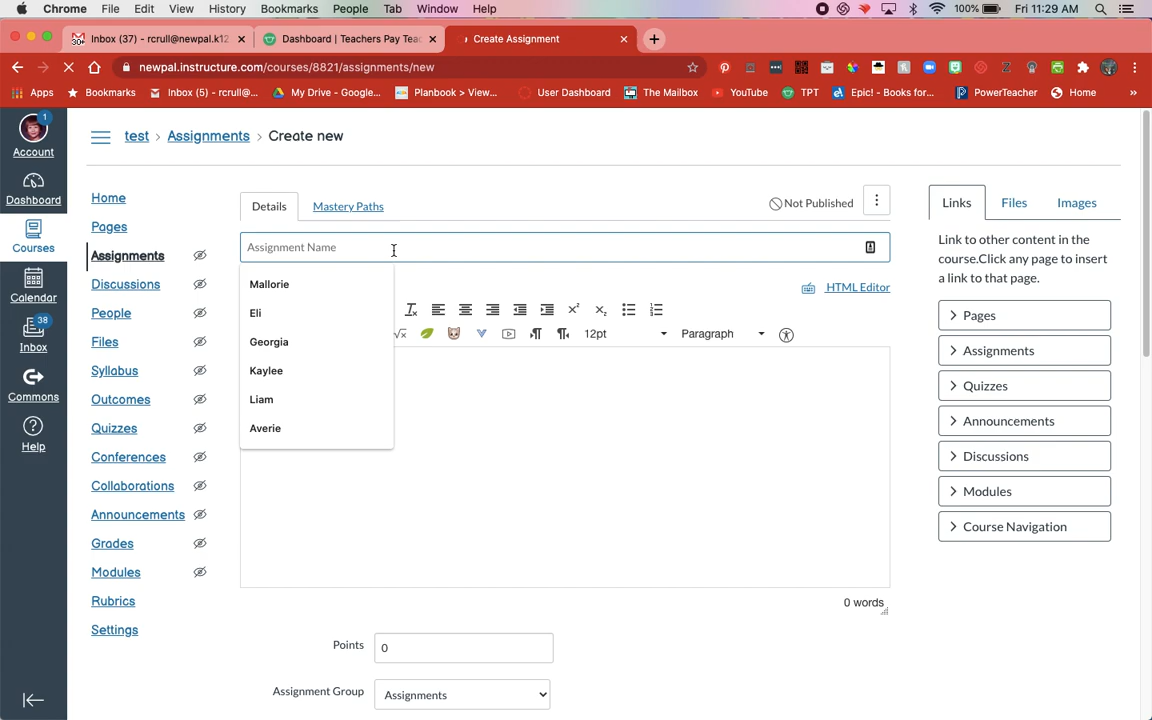 Chrome File Edit View History Bookmarks People Tab Window Help 100% Fri 11:29 AM
Inbox (37) - rcrull@newpal.k12 Dashboard | Teachers Pay Teac Create Assignment
newpal.instructure.com/courses/8821/assignments/new
Apps Bookmarks Inbox (5) - rcrull@... My Drive - Google... Planbook > View... User Dashboard The Mailbox YouTube TPT Epic! - Books for... PowerTeacher Home »
1
Account
Dashboard
Courses
Calendar
38
Inbox
Commons
Help
test > Assignments > Create new
Home
Pages
Assignments
Discussions
People
Files
Syllabus
Outcomes
Quizzes
Conferences
Collaborations
Announcements
Grades
Modules
Rubrics
Settings
Details Mastery Paths Not Published
Assignment Name
HTML Editor
Mallorie
Eli
Georgia
Kaylee
Liam
Averie
12pt Paragraph
0 words
Points 0
Assignment Group Assignments
Links Files Images
Link to other content in the
course.Click any page to insert
a link to that page.
Pages
Assignments
Quizzes
Announcements
Discussions
Modules
Course Navigation